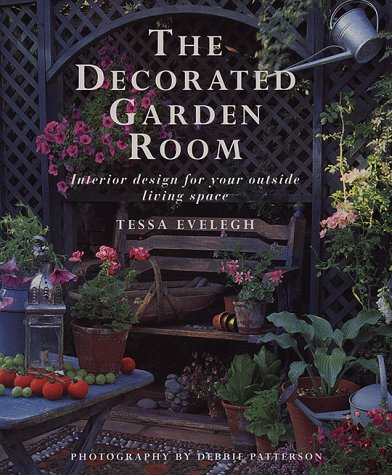 THE
DECORATED
GARDEN
ROOM
Interior design for your outside
living space
TESSA EVELEGH
PHOTOGRAPHY BY DEBBIE PATTERSON